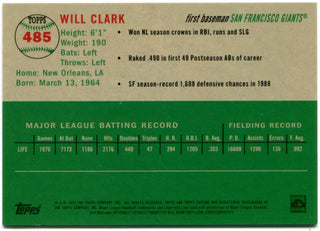 WILL CLARK
first baseman SAN FRANCISCO GIANTS®
TOPPS
485
Height: 6'1"
Weight: 190
Bats: Left
Throws: Left
Home: New Orleans, LA
Born: March 13, 1964
• Won NL season crowns in RBI, runs and SLG
• Raked .490 in first 49 Postseason ABs of career
• SF season-record 1,608 defensive chances in 1988
MAJOR LEAGUE BATTING RECORD
FIELDING RECORD
Games At Bat Runs Hits Doubles Triples H.R. R.B.I. B.Avg. P.O. Assists Errors F.Avg.
LIFE 1976 7173 1186 2176 440 47 284 1205 .303
Topps